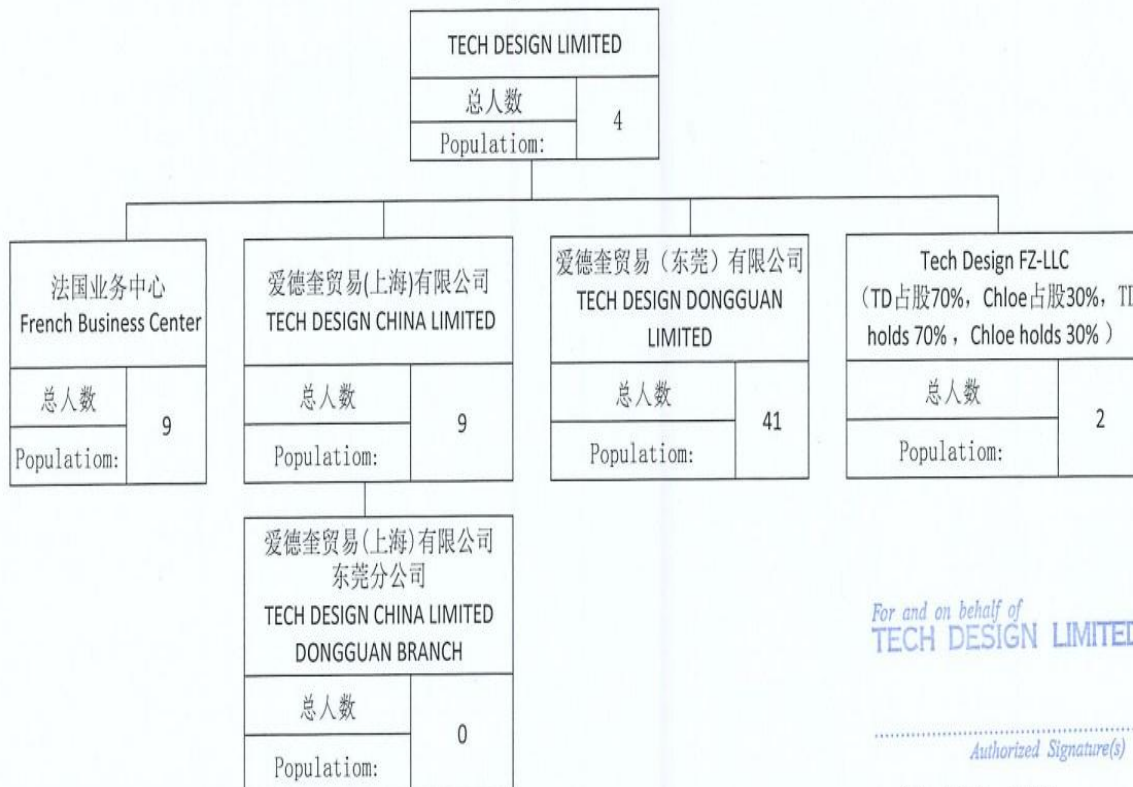 TECH DESIGN LIMITED
总人数
Populatiom:
4
法国业务中心
French Business Center
总人数
Populatiom:
9
爱德奎贸易(上海)有限公司
TECH DESIGN CHINA LIMITED
总人数
Populatiom:
9
爱德奎贸易（东莞）有限公司
TECH DESIGN DONGGUAN
LIMITED
总人数
Populatiom:
41
Tech Design FZ-LLC
（TD占股70%，Chloe占股30%，TD
holds 70%，Chloe holds 30%）
总人数
Populatiom:
2
爱德奎贸易(上海)有限公司
东莞分公司
TECH DESIGN CHINA LIMITED
DONGGUAN BRANCH
总人数
Populatiom:
0
For and on behalf of
TECH DESIGN LIMITED
Authorized Signature(s)